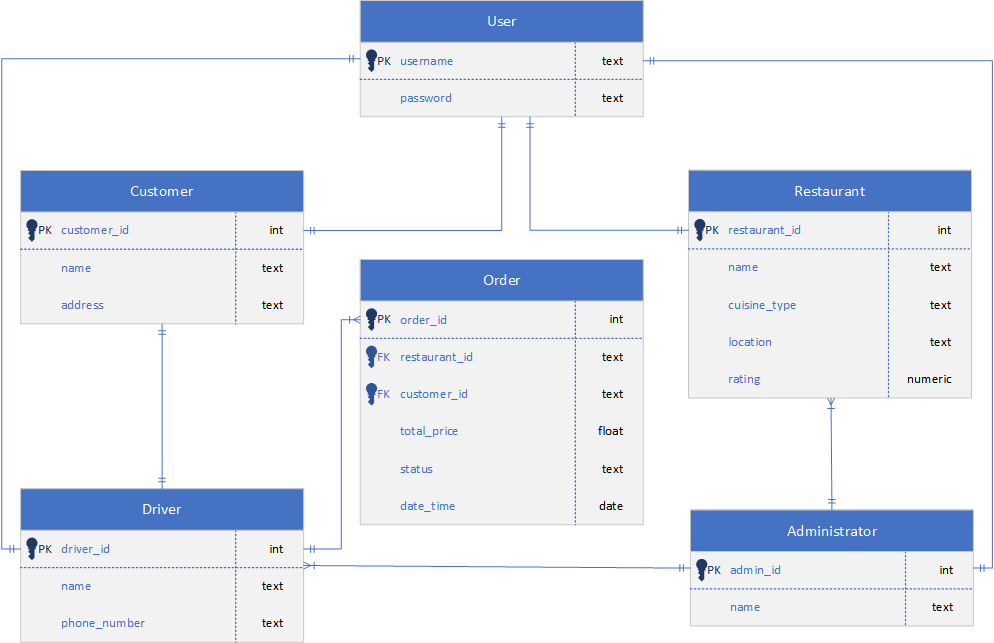 User
PK username text
password text
Customer
PK customer_id int
name text
address text
Restaurant
PK restaurant_id int
name text
cuisine_type text
location text
rating numeric
Order
PK order_id int
FK restaurant_id text
FK customer_id text
total_price float
status text
date_time date
Driver
PK driver_id int
name text
phone_number text
Administrator
PK admin_id int
name text